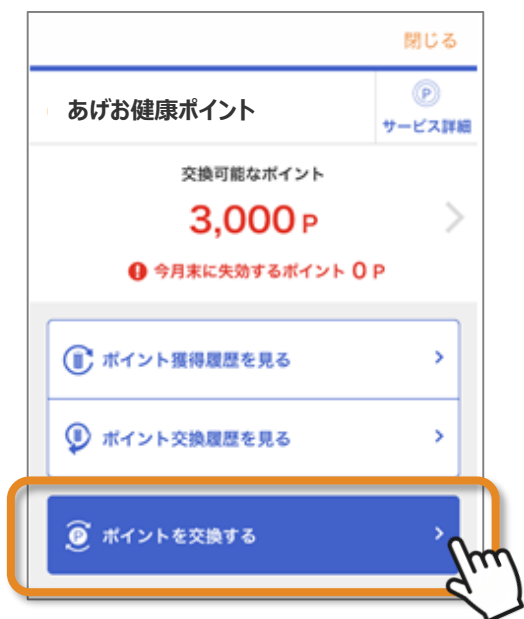 閉じる
あげお健康ポイント
P
サービス詳細
交換可能なポイント
3,000 P
! 今月末に失効するポイント 0 P
ポイント獲得履歴を見る
ポイント交換履歴を見る
P ポイントを交換する